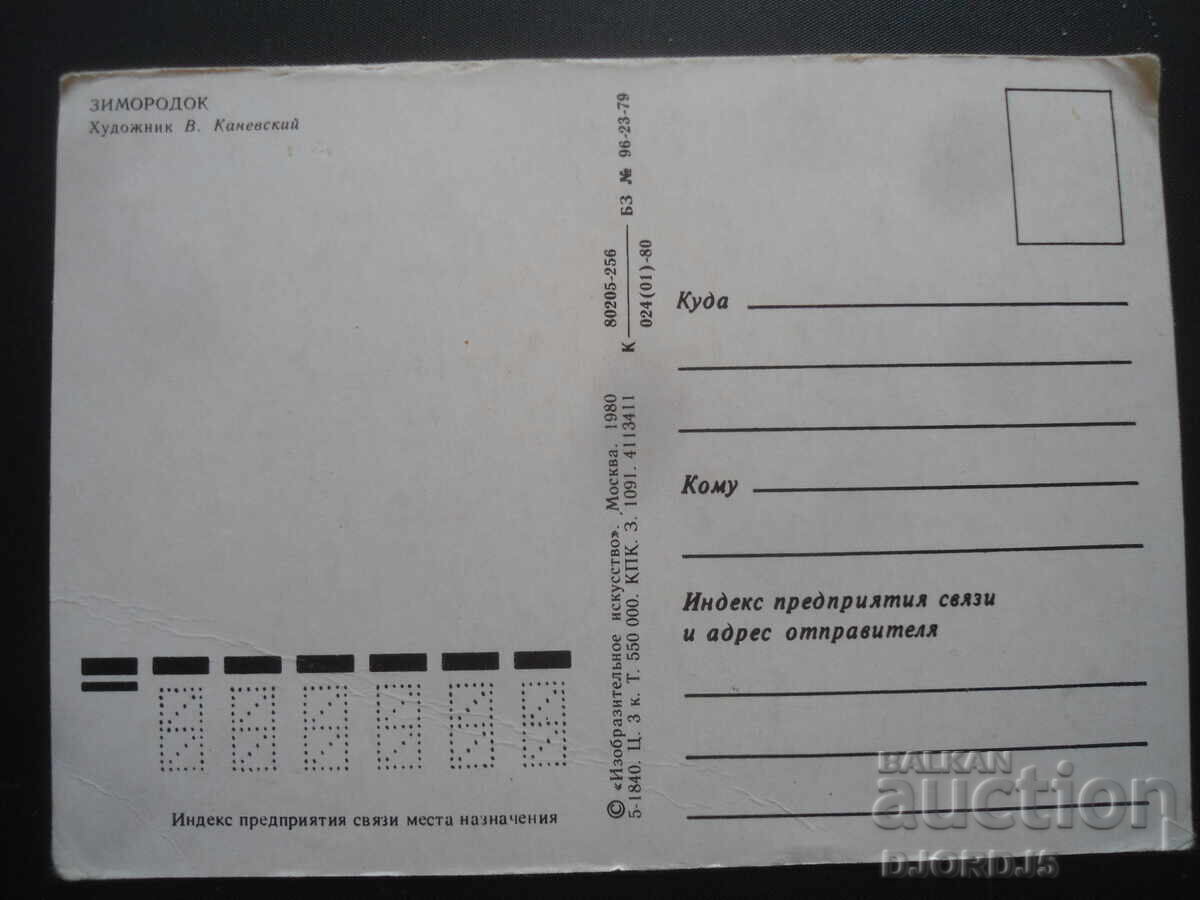 ЗИМОРОДОК
Художник В. Каневский
© «Изобразительное искусство». Москва. 1980
5-1840. Ц. 3 к. Т. 550 000. КПК. З. 1091. 4113411
К 80205-256
024(01)-80
БЗ № 96-23-79
Куда
Кому
Индекс предприятия связи
и адрес отправителя
Индекс предприятия связи места назначения
BALKAN
auction
DJORDJ5